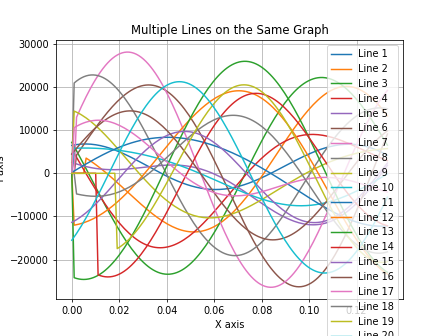 Multiple Lines on the Same Graph
30000
20000
10000
0
−10000
−20000
axis
0.00 0.02 0.04 0.06 0.08 0.10
X axis
Line 1
Line 2
Line 3
Line 4
Line 5
Line 6
Line 7
Line 8
Line 9
Line 10
Line 11
Line 12
Line 13
Line 14
Line 15
Line 16
Line 17
Line 18
Line 19
Line 20